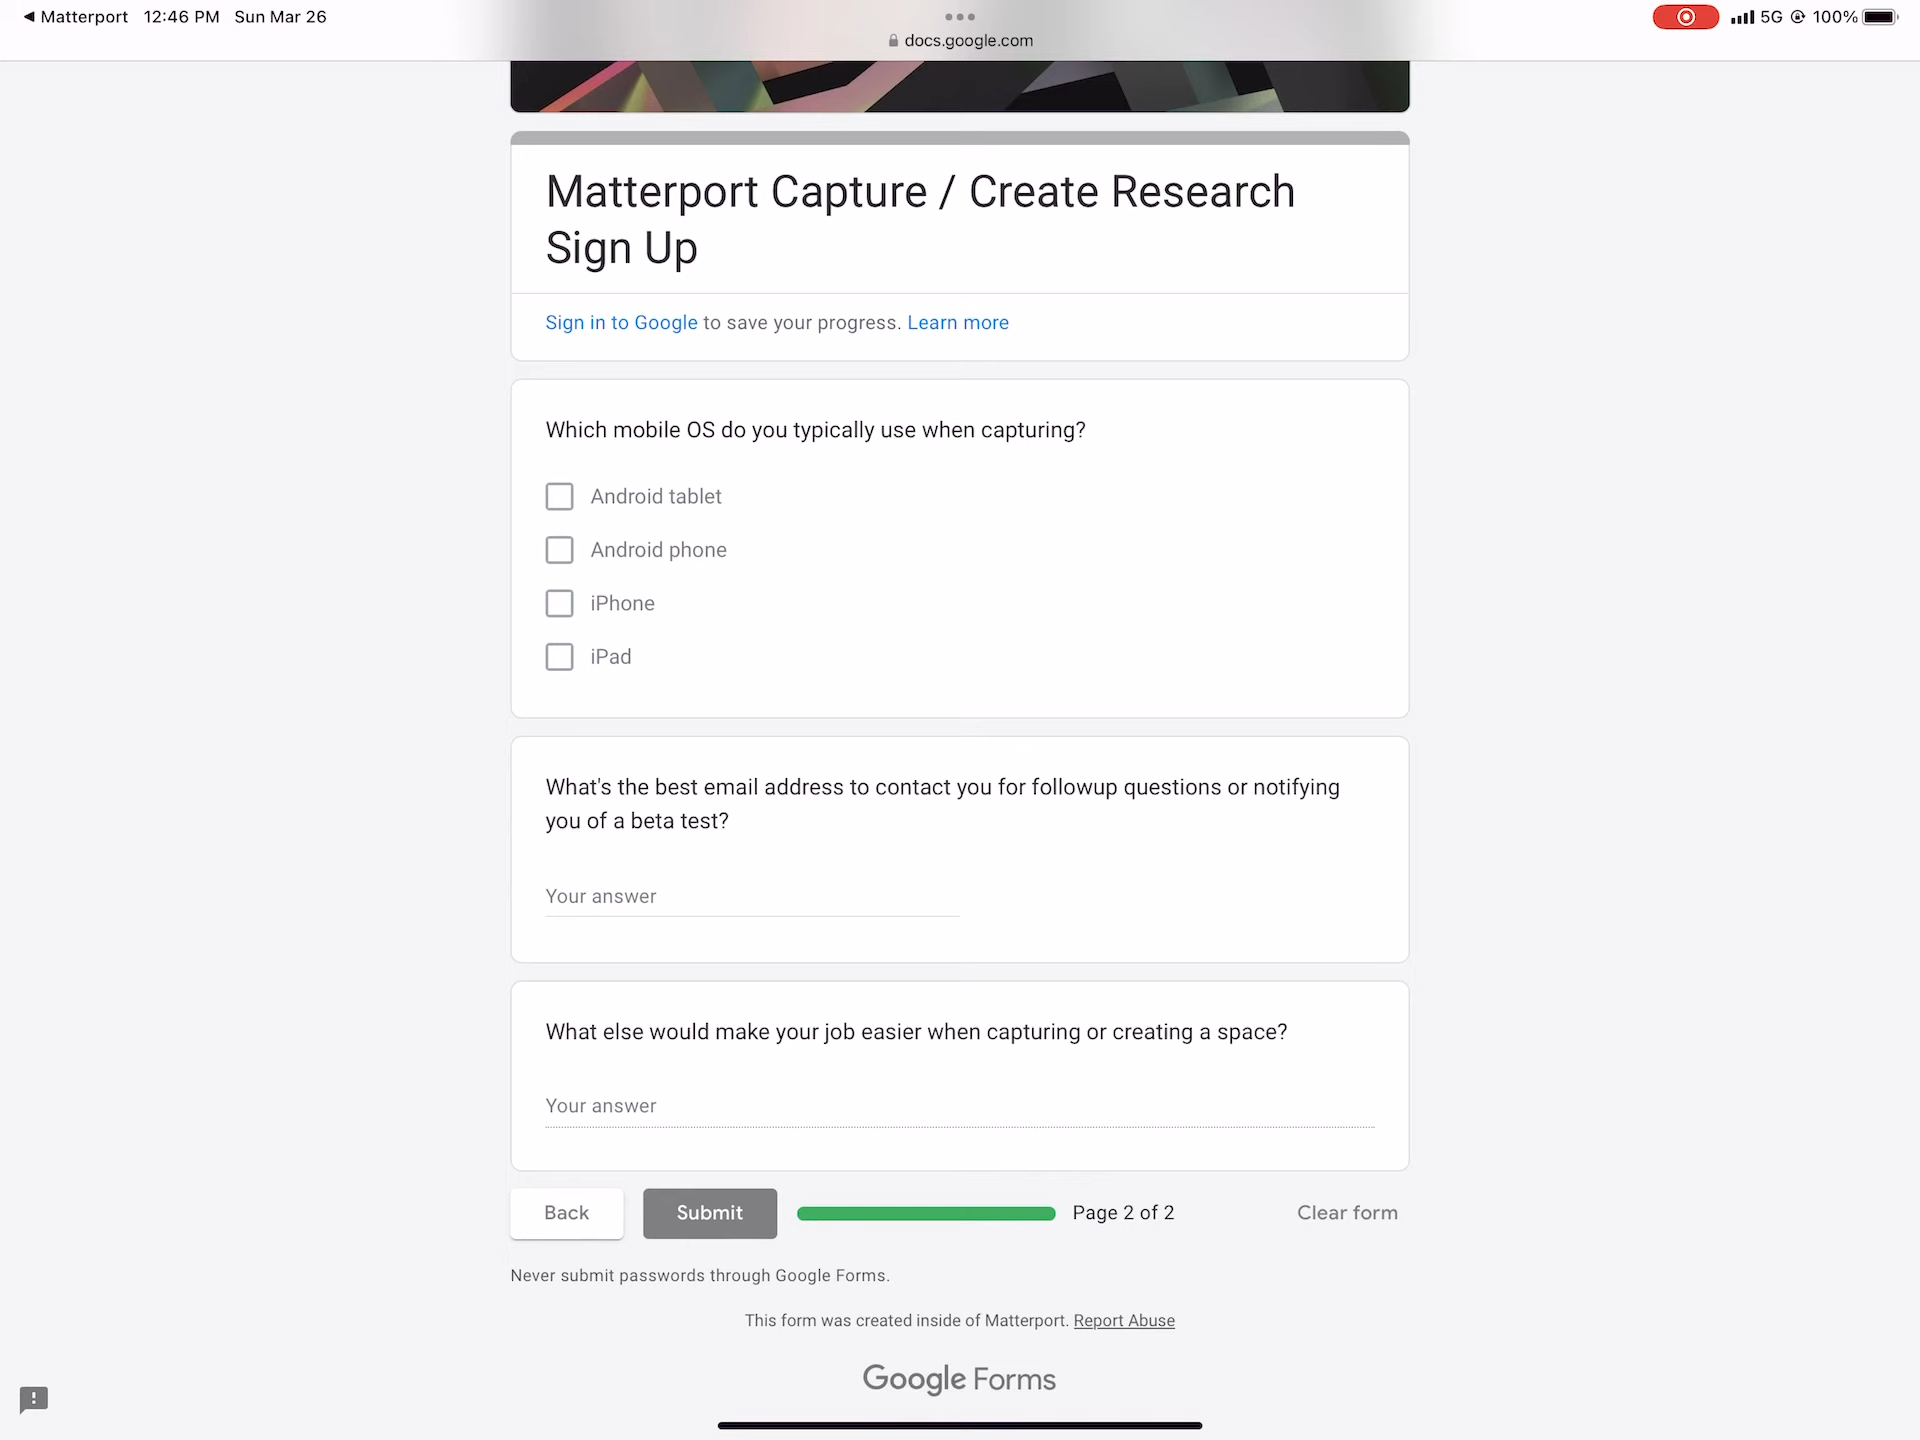 ◀ Matterport 12:46 PM Sun Mar 26
5G 100%
docs.google.com
Matterport Capture / Create Research
Sign Up
Sign in to Google to save your progress. Learn more
Which mobile OS do you typically use when capturing?
Android tablet
Android phone
iPhone
iPad
What's the best email address to contact you for followup questions or notifying
you of a beta test?
Your answer
What else would make your job easier when capturing or creating a space?
Your answer
Back Submit Page 2 of 2 Clear form
Never submit passwords through Google Forms.
This form was created inside of Matterport. Report Abuse
Google Forms